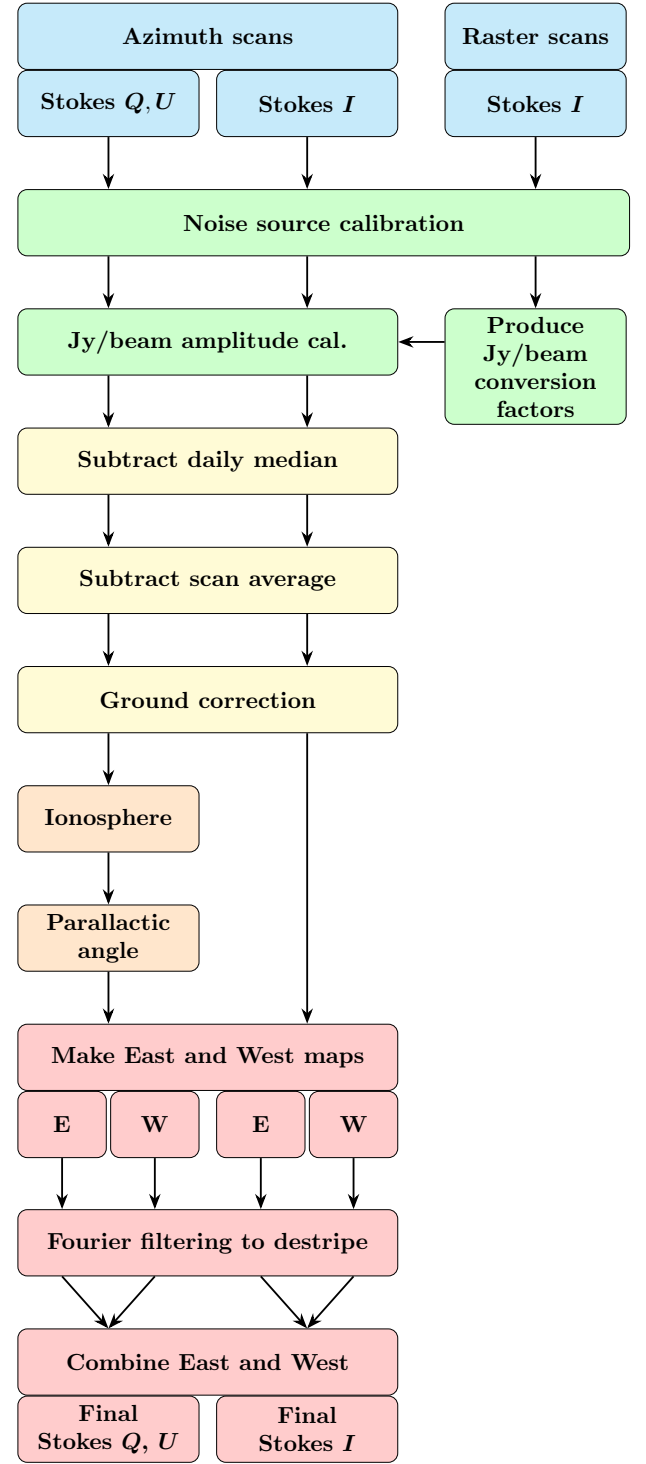 Azimuth scans
Raster scans
Stokes Q, U
Stokes I
Stokes I
Noise source calibration
Jy/beam amplitude cal.
Produce
Jy/beam
conversion
factors
Subtract daily median
Subtract scan average
Ground correction
Ionosphere
Parallactic
angle
Make East and West maps
E
W
E
W
Fourier filtering to destripe
Combine East and West
Final
Stokes Q, U
Final
Stokes I